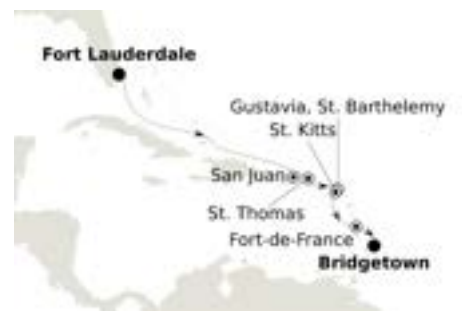 Fort Lauderdale
Gustavia, St. Barthelemy
St. Kitts
San Juan
St. Thomas
Fort-de-France
Bridgetown